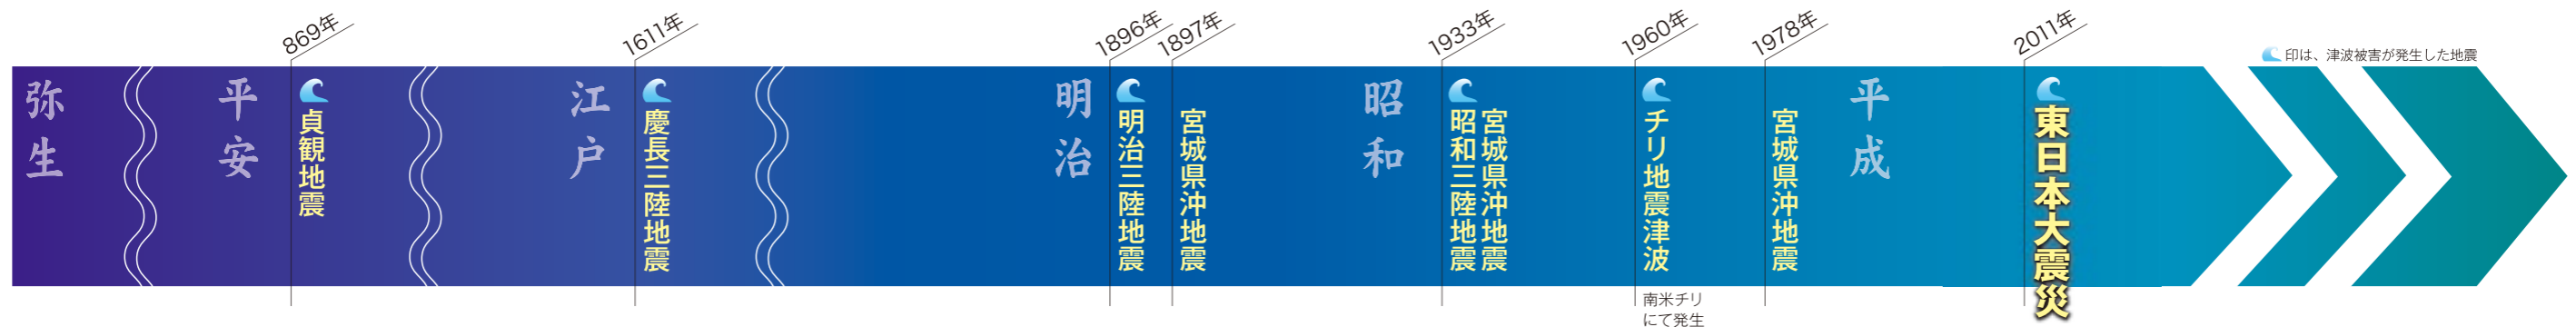 869年
1611年
1896年
1897年
1933年
1960年
1978年
2011年
印は、津波被害が発生した地震
弥生
平安
貞観地震
江戸
慶長三陸地震
明治
明治三陸地震
宮城県沖地震
昭和
宮城県沖地震
昭和三陸地震
チリ地震津波
南米チリ
にて発生
宮城県沖地震
平成
東日本大震災